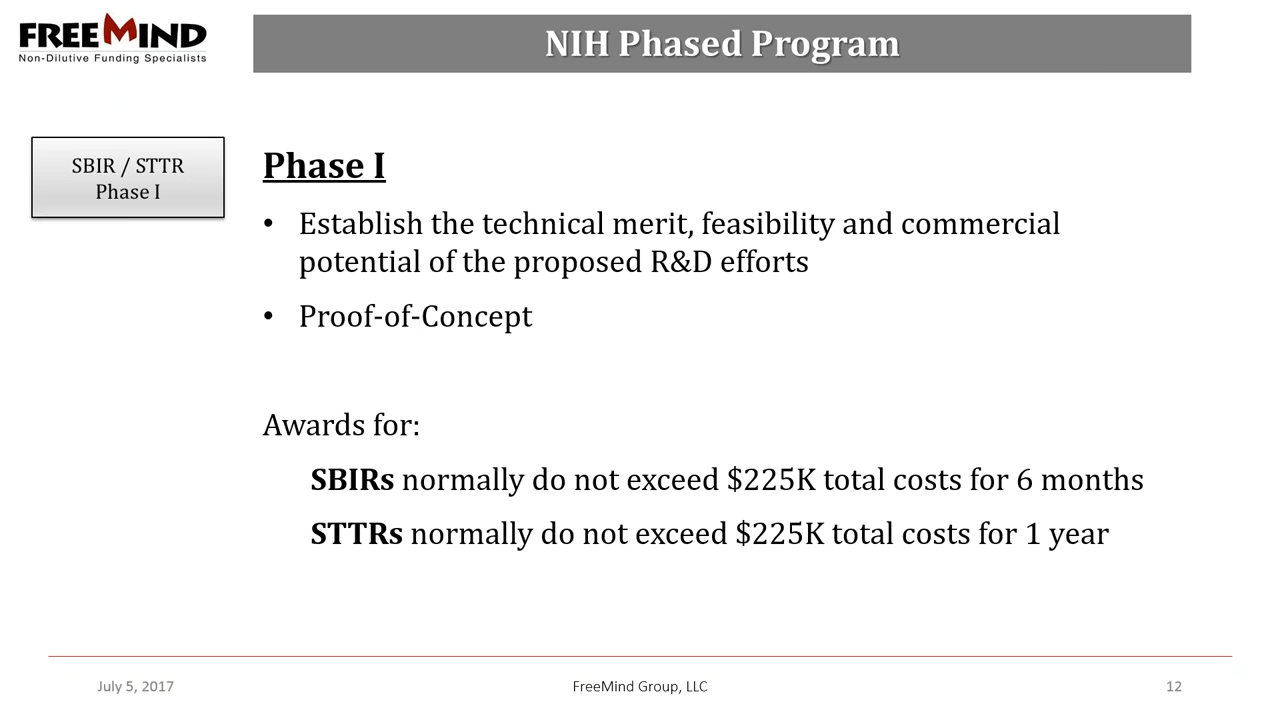 FREEMIND
Non-Dilutive Funding Specialists
NIH Phased Program
SBIR / STTR
Phase I
Phase I
• Establish the technical merit, feasibility and commercial
potential of the proposed R&D efforts
• Proof-of-Concept
Awards for:
SBIRs normally do not exceed $225K total costs for 6 months
STTRs normally do not exceed $225K total costs for 1 year
July 5, 2017
FreeMind Group, LLC
12